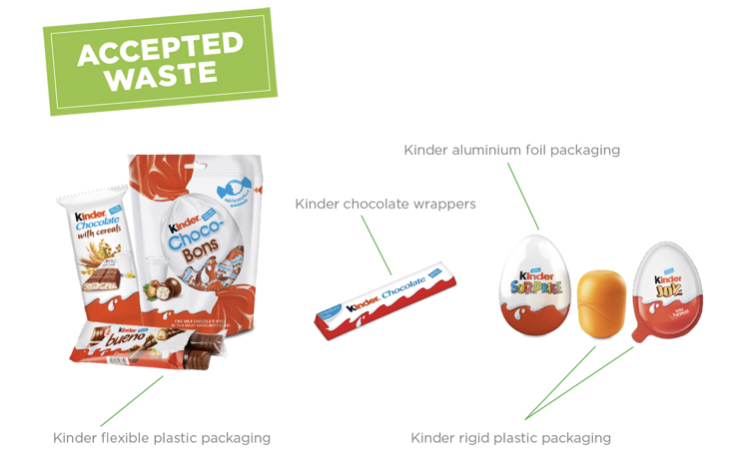 ACCEPTED
WASTE
Kinder aluminium foil packaging
Kinder chocolate wrappers
Kinder
Chocolate
with cereals
Kinder
Choco-
Bons
Kinder
bueno
Kinder Chocolate
Kinder
SURPRISE
Kinder
JOY
Kinder flexible plastic packaging
Kinder rigid plastic packaging